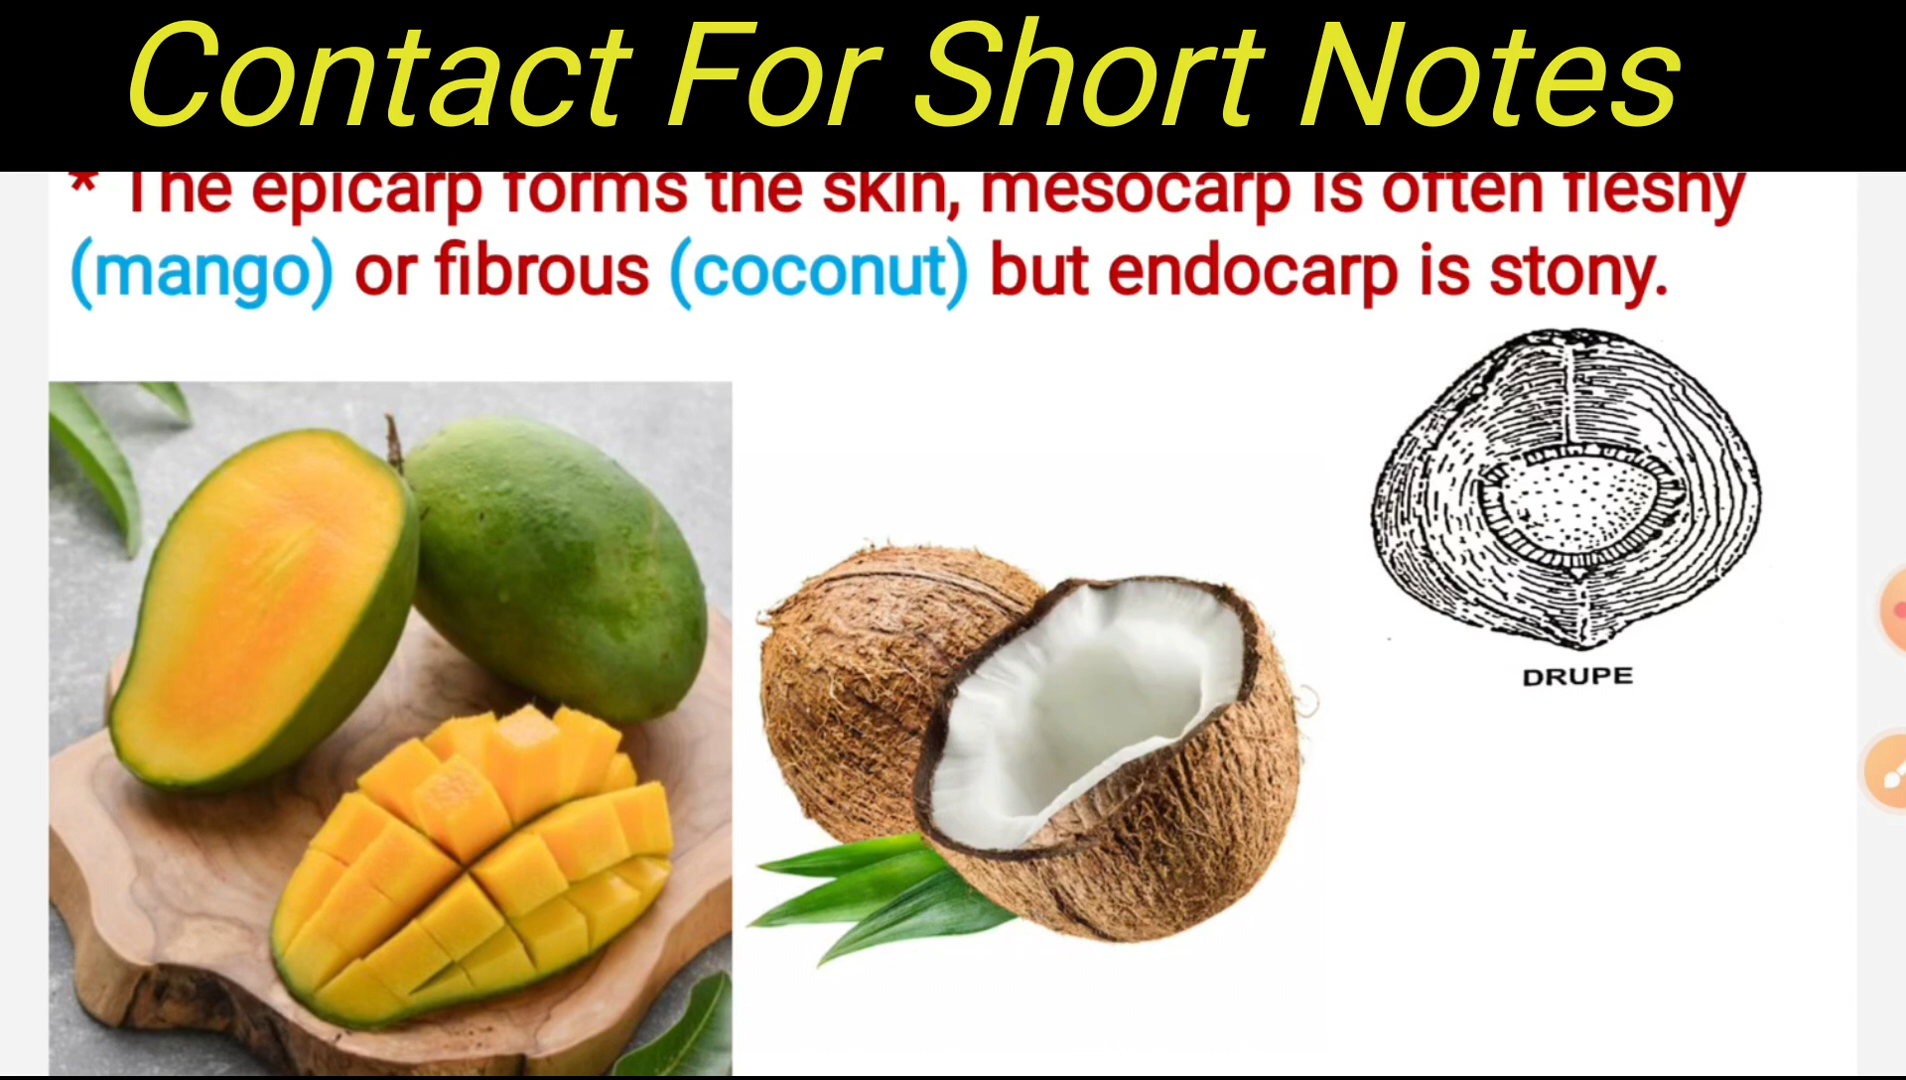 Contact For Short Notes
* The epicarp forms the skin, mesocarp is often fleshy
(mango) or fibrous (coconut) but endocarp is stony.
DRUPE